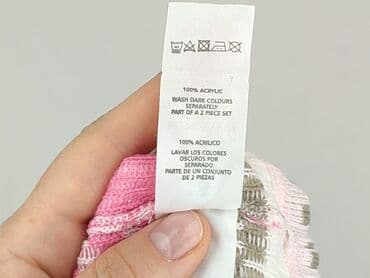 100% ACRYLIC
WASH DARK COLOURS
SEPARATELY
PART OF A 2 PIECE SET
100% ACRILICO
LAVAR LOS COLORES
OSCUROS POR
SEPARADO
PARTE DE UN CONJUNTO
DE 2 PIEZAS